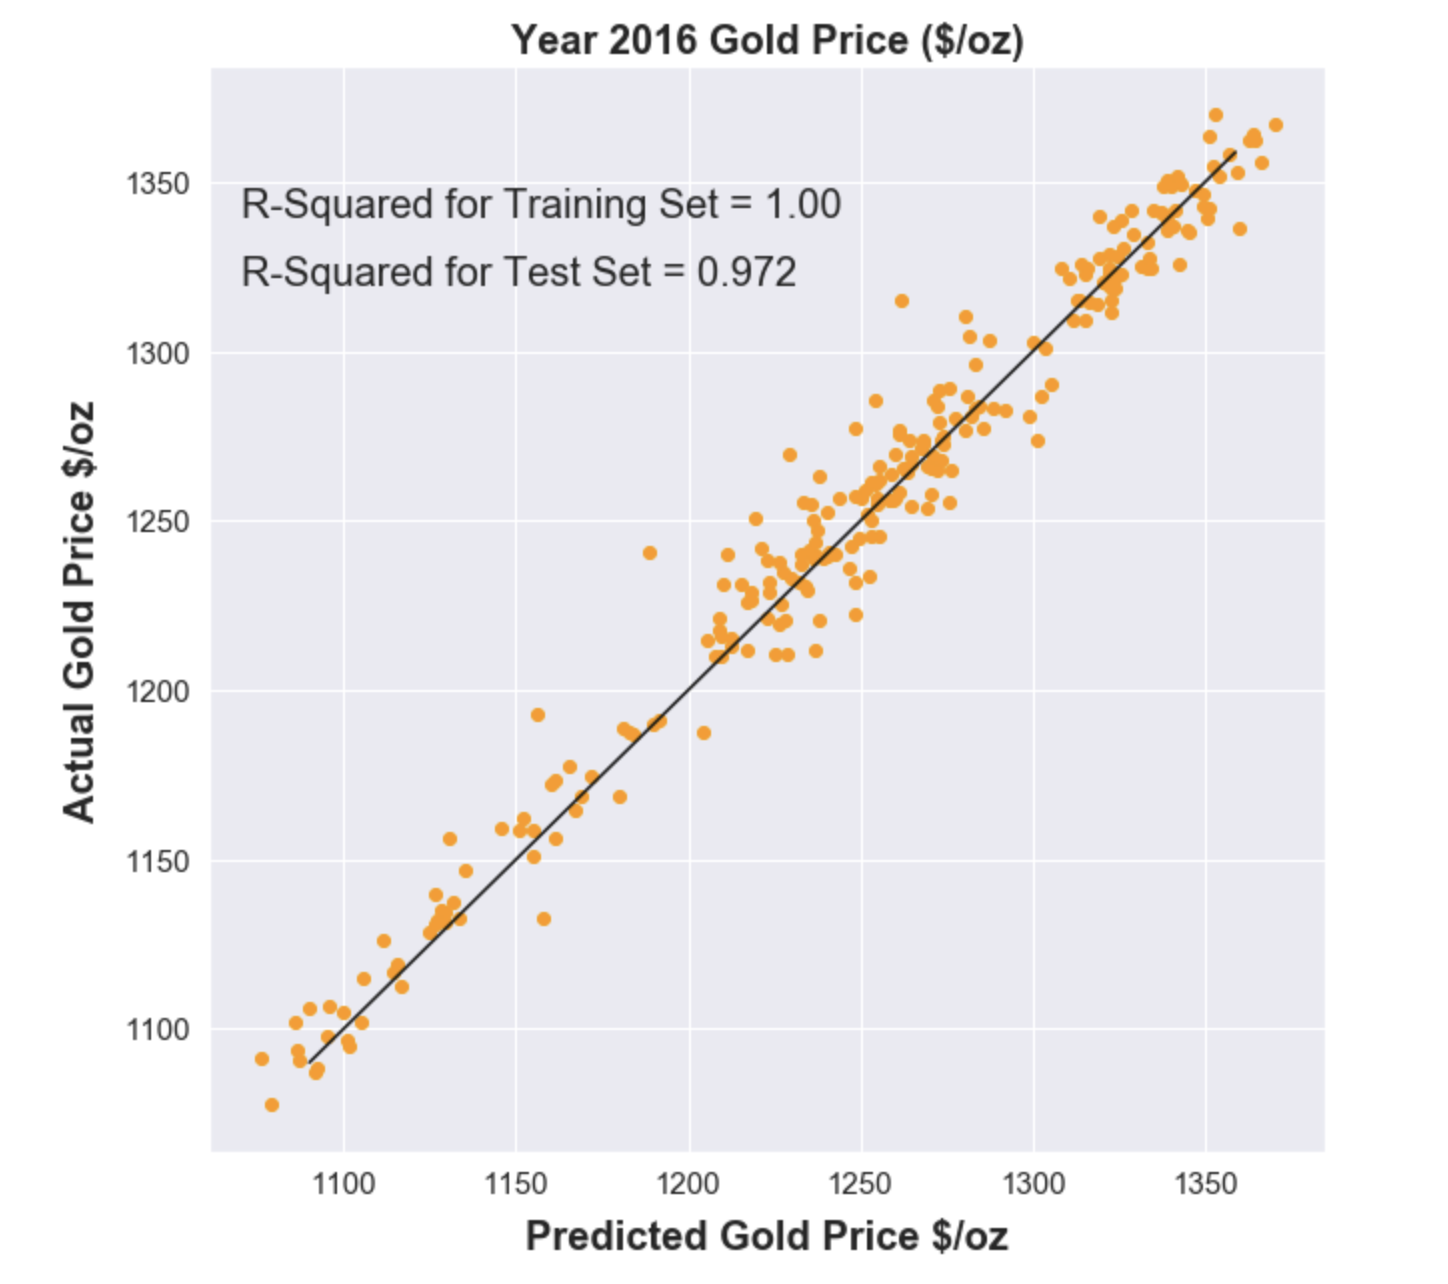 Year 2016 Gold Price ($/oz)
R-Squared for Training Set = 1.00
R-Squared for Test Set = 0.972
Actual Gold Price $/oz
1350
1300
1250
1200
1150
1100
1100 1150 1200 1250 1300 1350
Predicted Gold Price $/oz